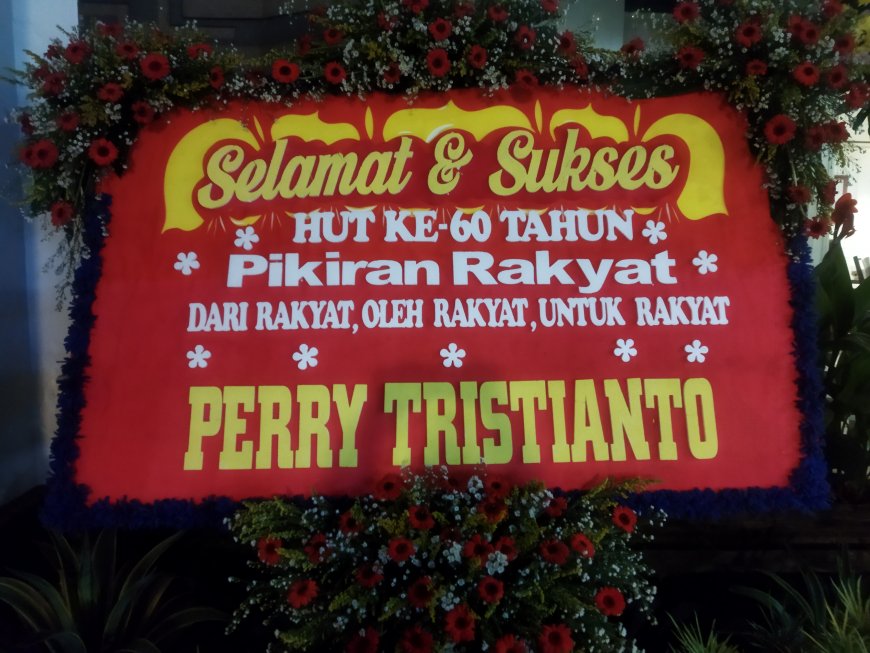 Selamat & Sukses
HUT KE-60 TAHUN
Pikiran Rakyat
DARI RAKYAT, OLEH RAKYAT, UNTUK RAKYAT
PERRY TRISTIANTO